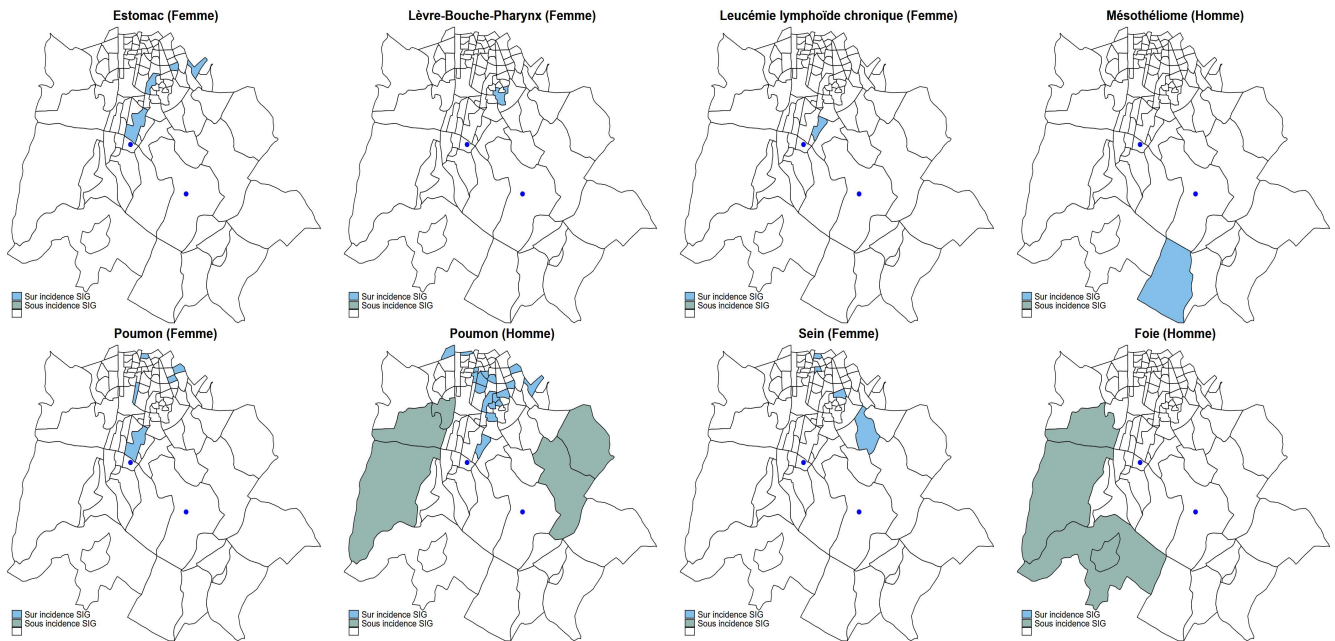 Estomac (Femme)
Lèvre-Bouche-Pharynx (Femme)
Leucémie lymphoïde chronique (Femme)
Mésothéliome (Homme)
Sur incidence SIG
Sous incidence SIG
Sur incidence SIG
Sous incidence SIG
Sur incidence SIG
Sous incidence SIG
Sur incidence SIG
Sous incidence SIG
Poumon (Femme)
Poumon (Homme)
Sein (Femme)
Foie (Homme)
Sur incidence SIG
Sous incidence SIG
Sur incidence SIG
Sous incidence SIG
Sur incidence SIG
Sous incidence SIG
Sur incidence SIG
Sous incidence SIG